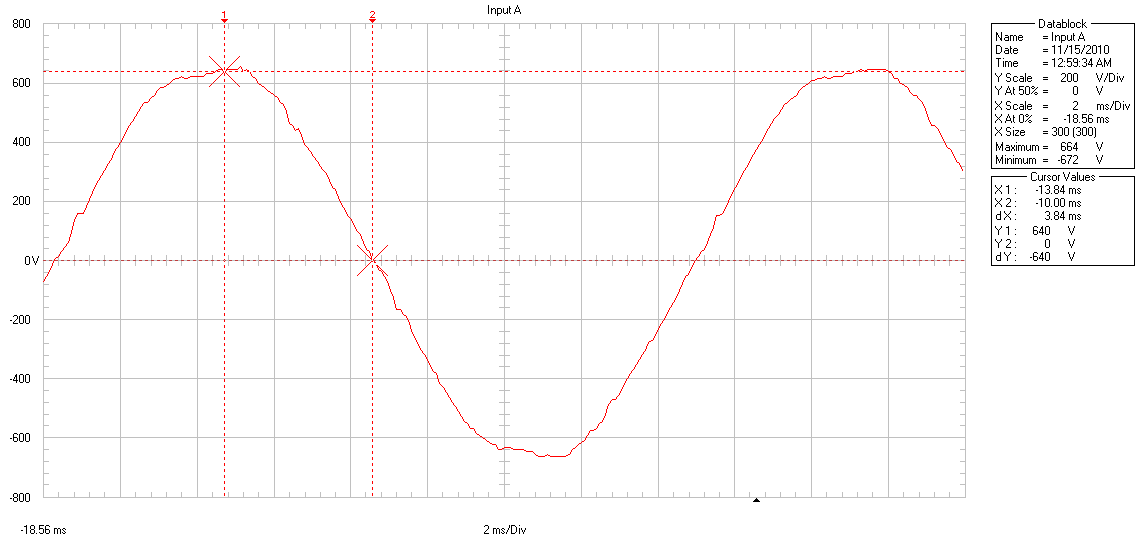 Input A
1
2
800
600
400
200
0V
-200
-400
-600
-800
-18.56 ms
2 ms/Div
Datablock
Name = Input A
Date = 11/15/2010
Time = 12:59:34 AM
Y Scale = 200 V/Div
Y At 50% = 0 V
X Scale = 2 ms/Div
X At 0% = -18.56 ms
X Size = 300 (300)
Maximum = 664 V
Minimum = -672 V
Cursor Values
X 1 : -13.84 ms
X 2 : -10.00 ms
d X : 3.84 ms
Y 1 : 640 V
Y 2 : 0 V
d Y : -640 V